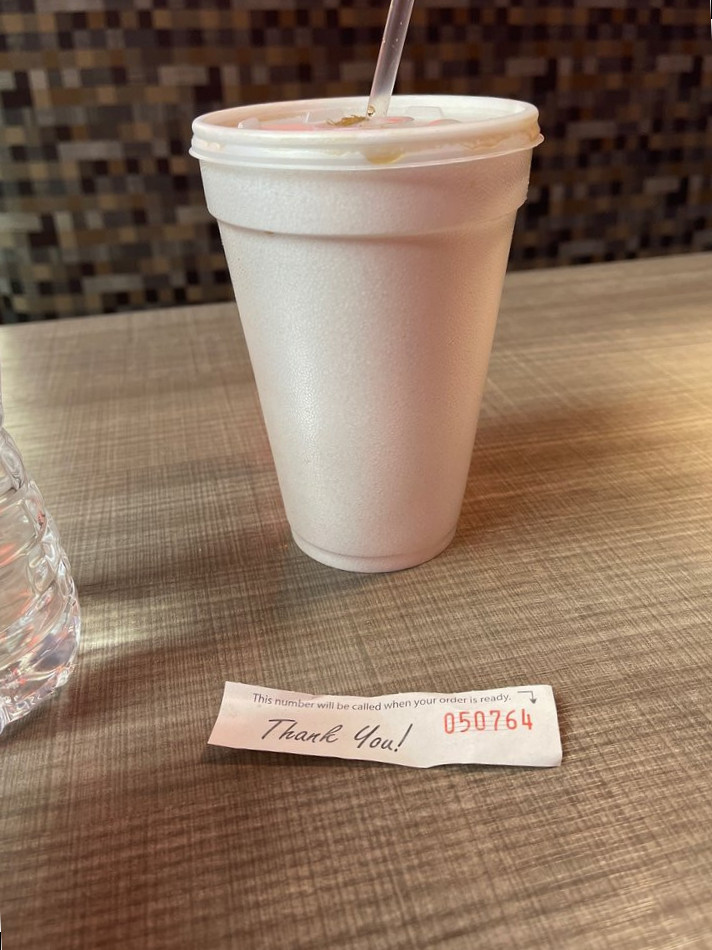 This number will be called when your order is ready.
Thank You! 050764